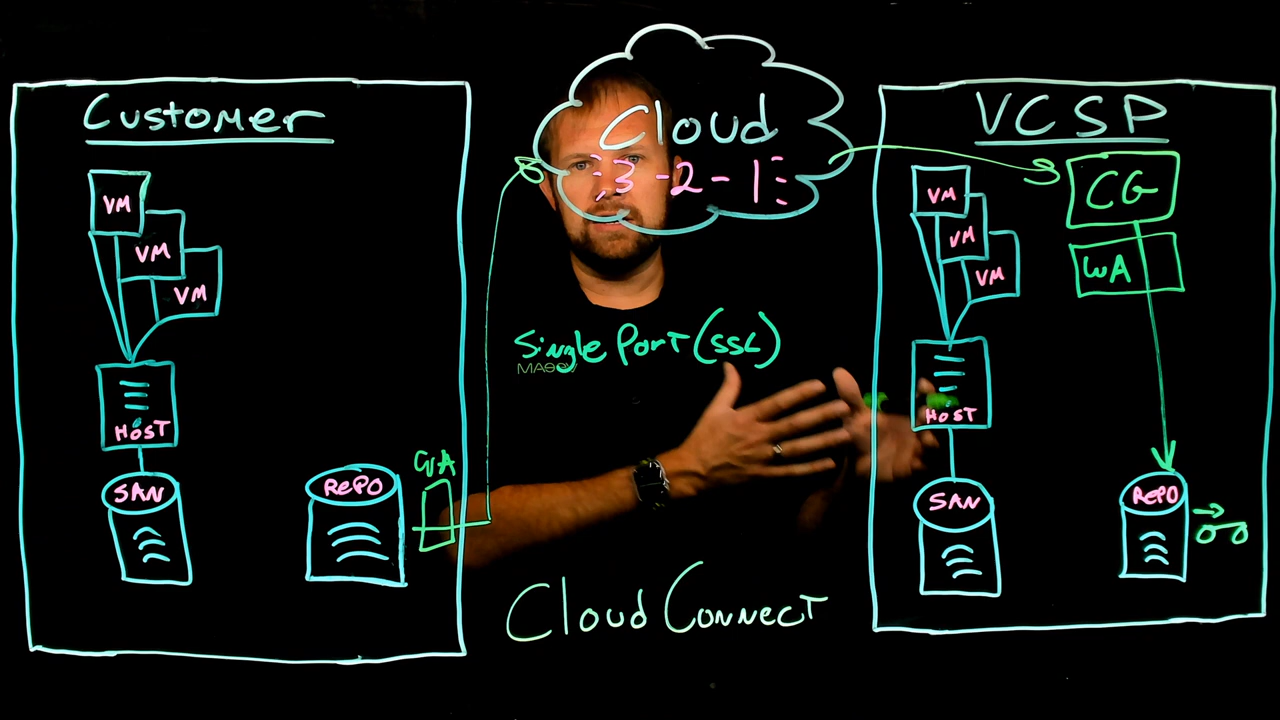 Customer
VM
VM
VM
HOST
SAN
REPO
WA
Cloud
3-2-1
Single Port (SSL)
Cloud Connect
VCSP
VM
VM
VM
HOST
SAN
CG
WA
REPO